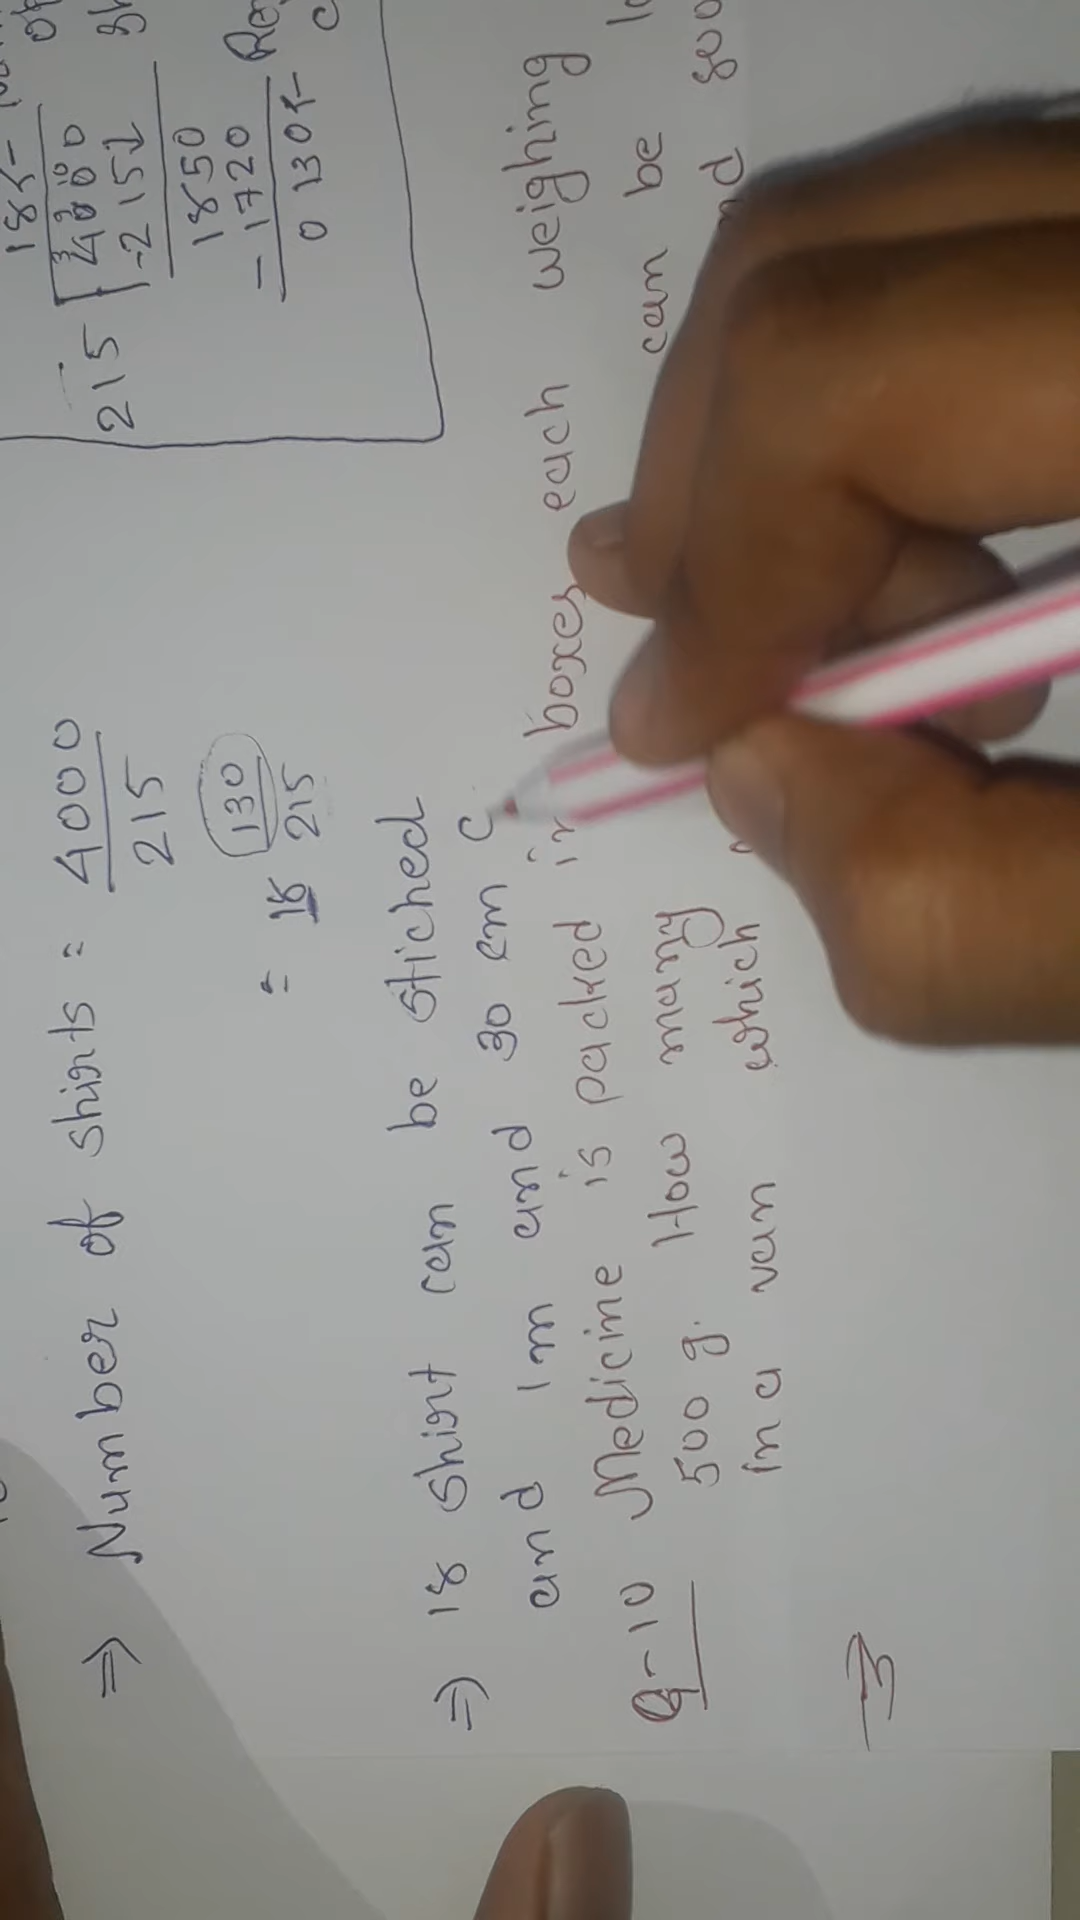 18
215 4000
-2151
1850
-1720
0130
⇒ Number of shirts = 4000
215
= 18 130
215
⇒ 18 shirt can be stiched
and 1m and 30 cm c
Q-10 Medicine is packed in boxes each weighing
500 g. How many can be
in a van which